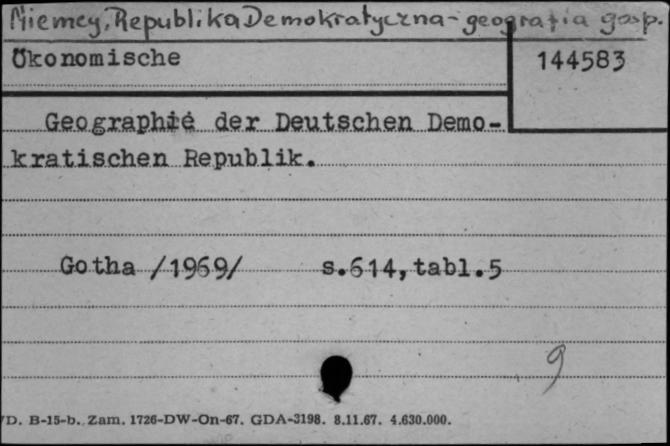 Niemcy, Republika Demokratyczna - geografia gosp.
Ökonomische
144583
Geographie der Deutschen Demo-
kratischen Republik.
Gotha /1969/ s.614, tabl.5
9
/D. B-15-b. Zam. 1726-DW-On-67. GDA-3198. 8.11.67. 4.630.000.